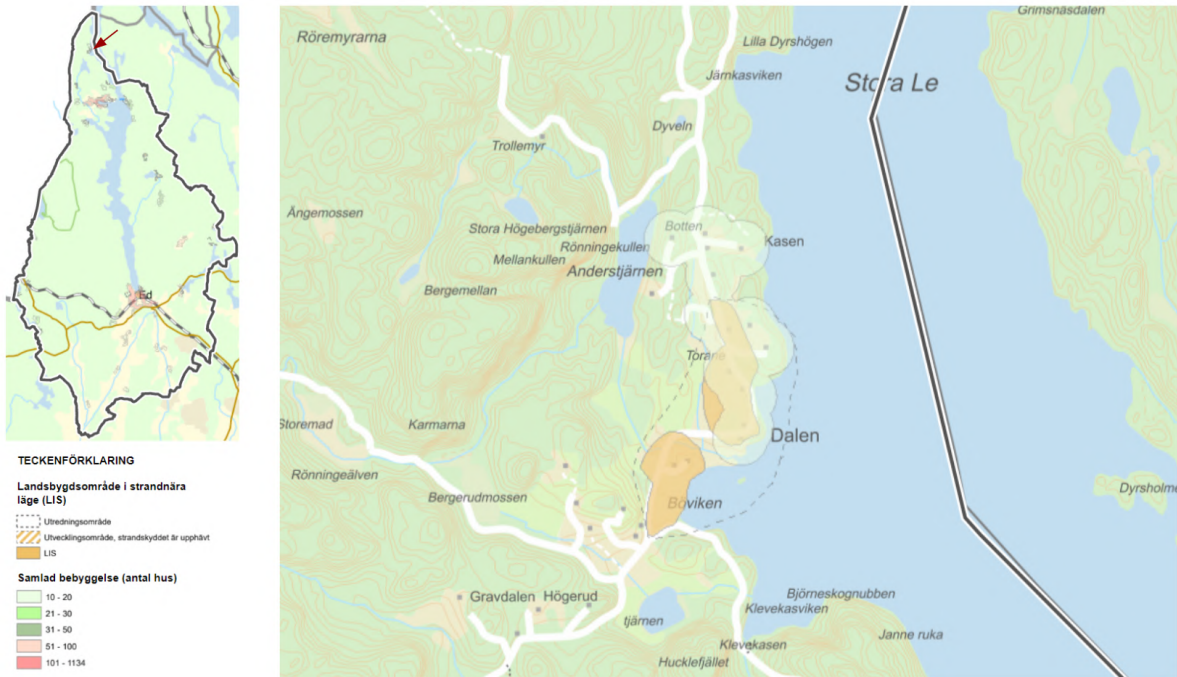 Ed
TECKENFÖRKLARING
Landsbygdsområde i strandnära
läge (LIS)
Utredningsområde
Utvecklingsområde, strandskyddet är upphävt
LIS
Samlad bebyggelse (antal hus)
10 - 20
21 - 30
31 - 50
51 - 100
101 - 1134
Grimsnäsdalen
Röremyrarna
Lilla Dyrshögen
Järnkasviken
Stora Le
Dyveln
Trollemyr
Ängemossen
Stora Högebergstjärnen
Botten
Rönningekullen
Kasen
Mellankullen
Anderstjärnen
Bergemellan
Torane
Storemad
Karmarna
Dalen
Rönningeälven
Bergerudmossen
Böviken
Dyrsholme
Gravdalen
Högerud
Björneskognubben
Klevekasviken
tjärnen
Janne ruka
Klevekasen
Hucklefjället